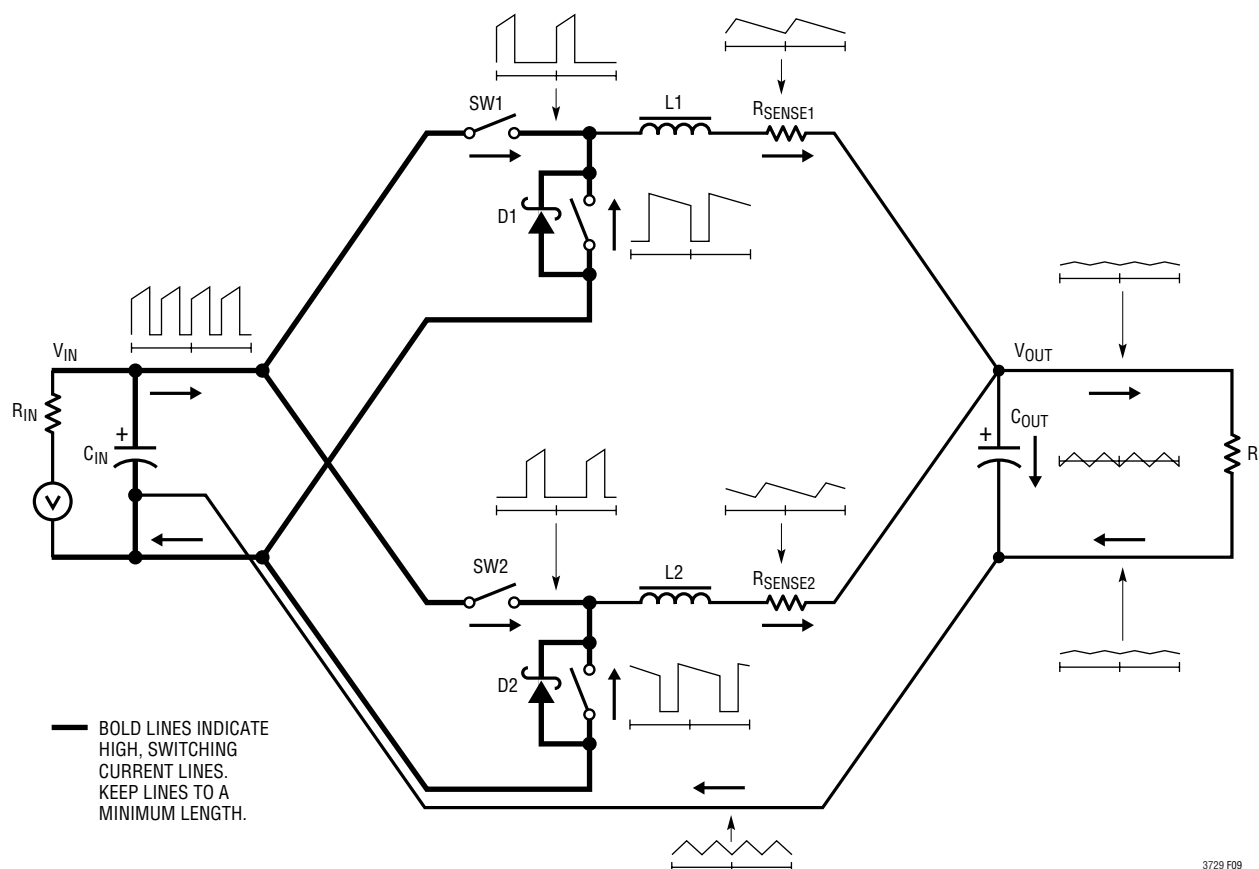 SW1
L1
RSENSE1
D1
VIN
RIN
+
CIN
V
VOUT
+
COUT
R
SW2
L2
RSENSE2
D2
BOLD LINES INDICATE
HIGH, SWITCHING
CURRENT LINES.
KEEP LINES TO A
MINIMUM LENGTH.
3729 F09